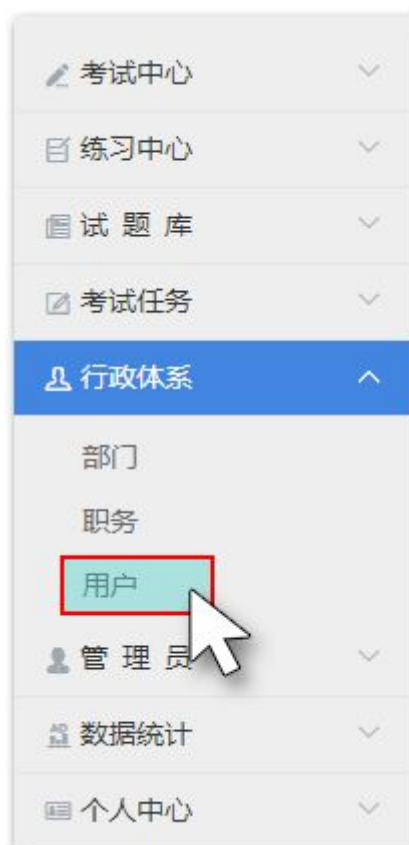 考试中心
练习中心
试 题 库
考试任务
行政体系
部门
职务
用户
管 理 员
数据统计
个人中心